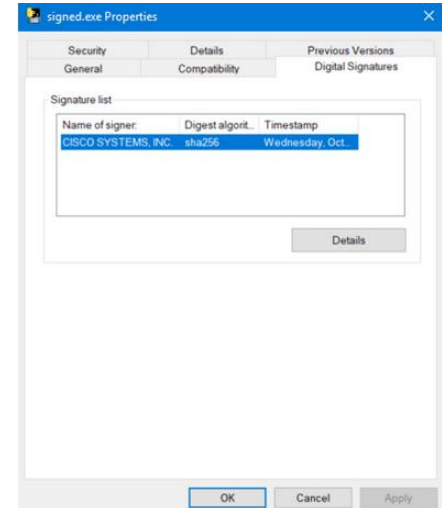 signed.exe Properties
Security Details Previous Versions
General Compatibility Digital Signatures
Signature list
Name of signer: Digest algorit... Timestamp
CISCO SYSTEMS, INC. sha256 Wednesday, Oct...
Details
OK Cancel Apply